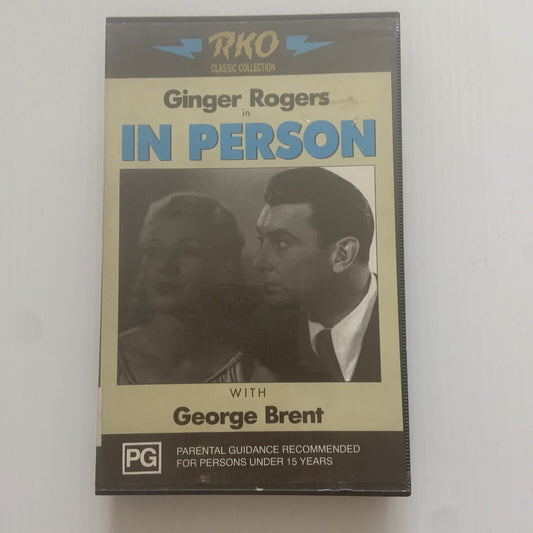 RKO
CLASSIC COLLECTION
Ginger Rogers
in
IN PERSON
WITH
George Brent
PG
PARENTAL GUIDANCE RECOMMENDED
FOR PERSONS UNDER 15 YEARS